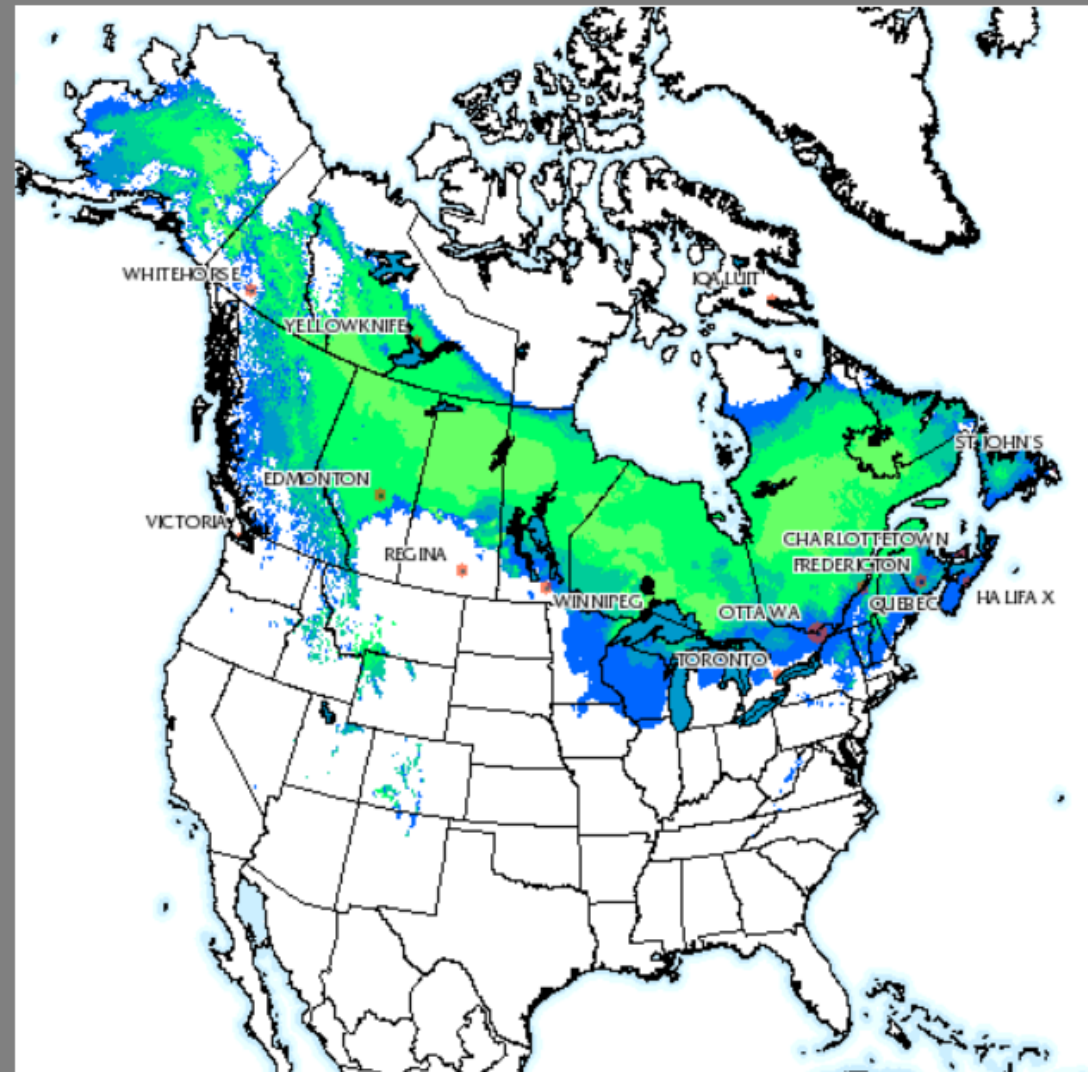 WHITEHORSE
IQALUIT
YELLOWKNIFE
ST JOHN'S
EDMONTON
VICTORIA
CHARLOTTETOWN
REGINA
FREDERICTON
WINNIPEG
QUEBEC
HALIFAX
OTTAWA
TORONTO